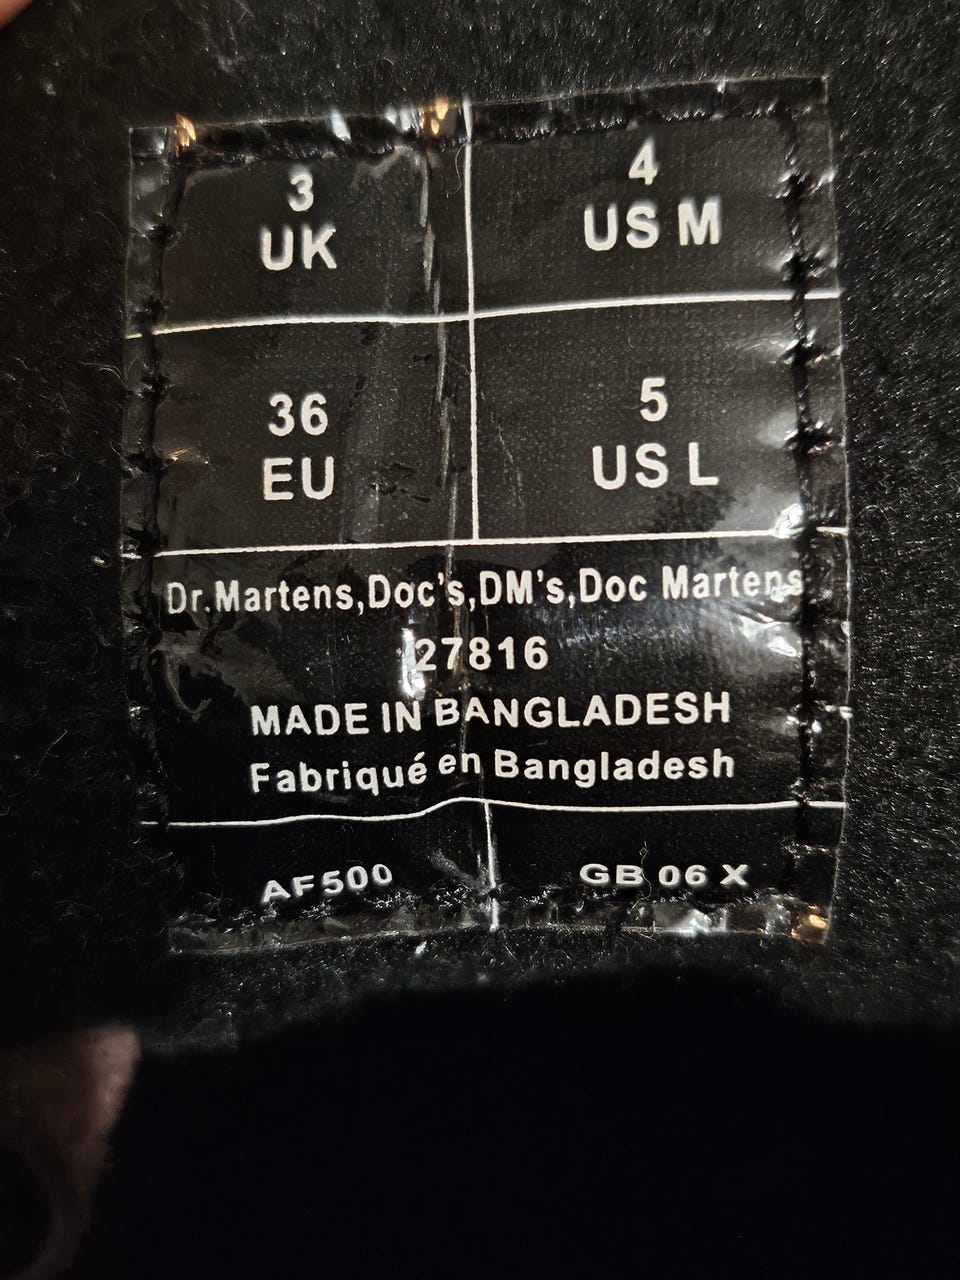 3
UK
4
US M
36
EU
5
US L
Dr.Martens,Doc's,DM's,Doc Martens
27816
MADE IN BANGLADESH
Fabriqué en Bangladesh
AF500
GB 06 X